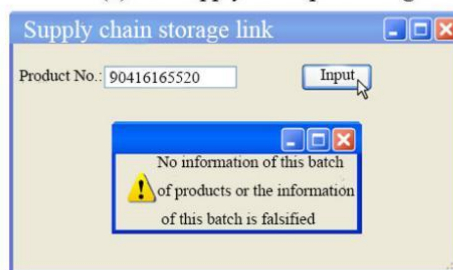 Supply chain storage link
Product No.: 90416165520 Input
No information of this batch
of products or the information
of this batch is falsified